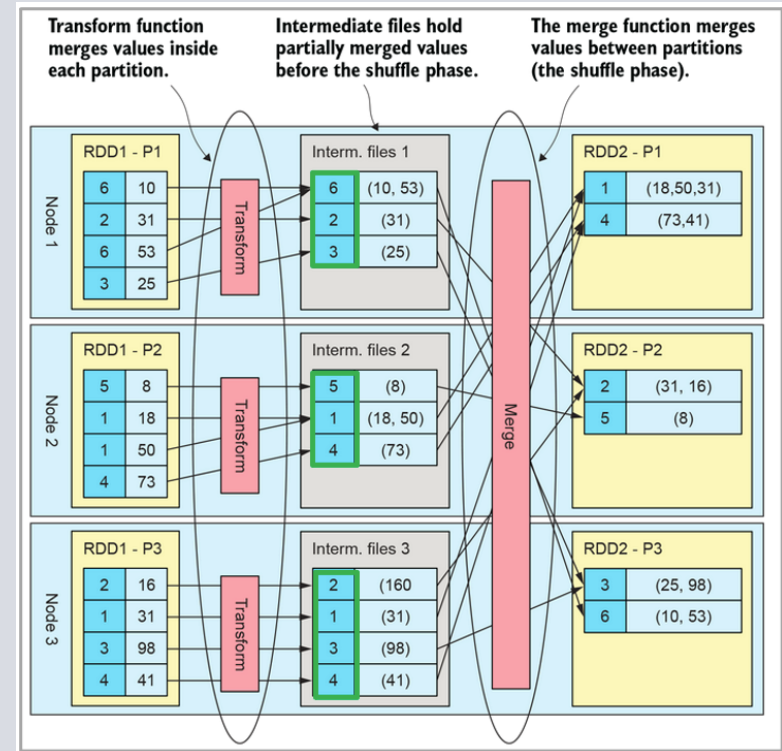 Transform function
merges values inside
each partition.
Intermediate files hold
partially merged values
before the shuffle phase.
The merge function merges
values between partitions
(the shuffle phase).
Node 1
RDD1 - P1
6 10
2 31
6 53
3 25
Transform
Interm. files 1
6 (10, 53)
2 (31)
3 (25)
Merge
RDD2 - P1
1 (18,50,31)
4 (73,41)
Node 2
RDD1 - P2
5 8
1 18
1 50
4 73
Transform
Interm. files 2
5 (8)
1 (18, 50)
4 (73)
RDD2 - P2
2 (31, 16)
5 (8)
Node 3
RDD1 - P3
2 16
1 31
3 98
4 41
Transform
Interm. files 3
2 (160
1 (31)
3 (98)
4 (41)
RDD2 - P3
3 (25, 98)
6 (10, 53)